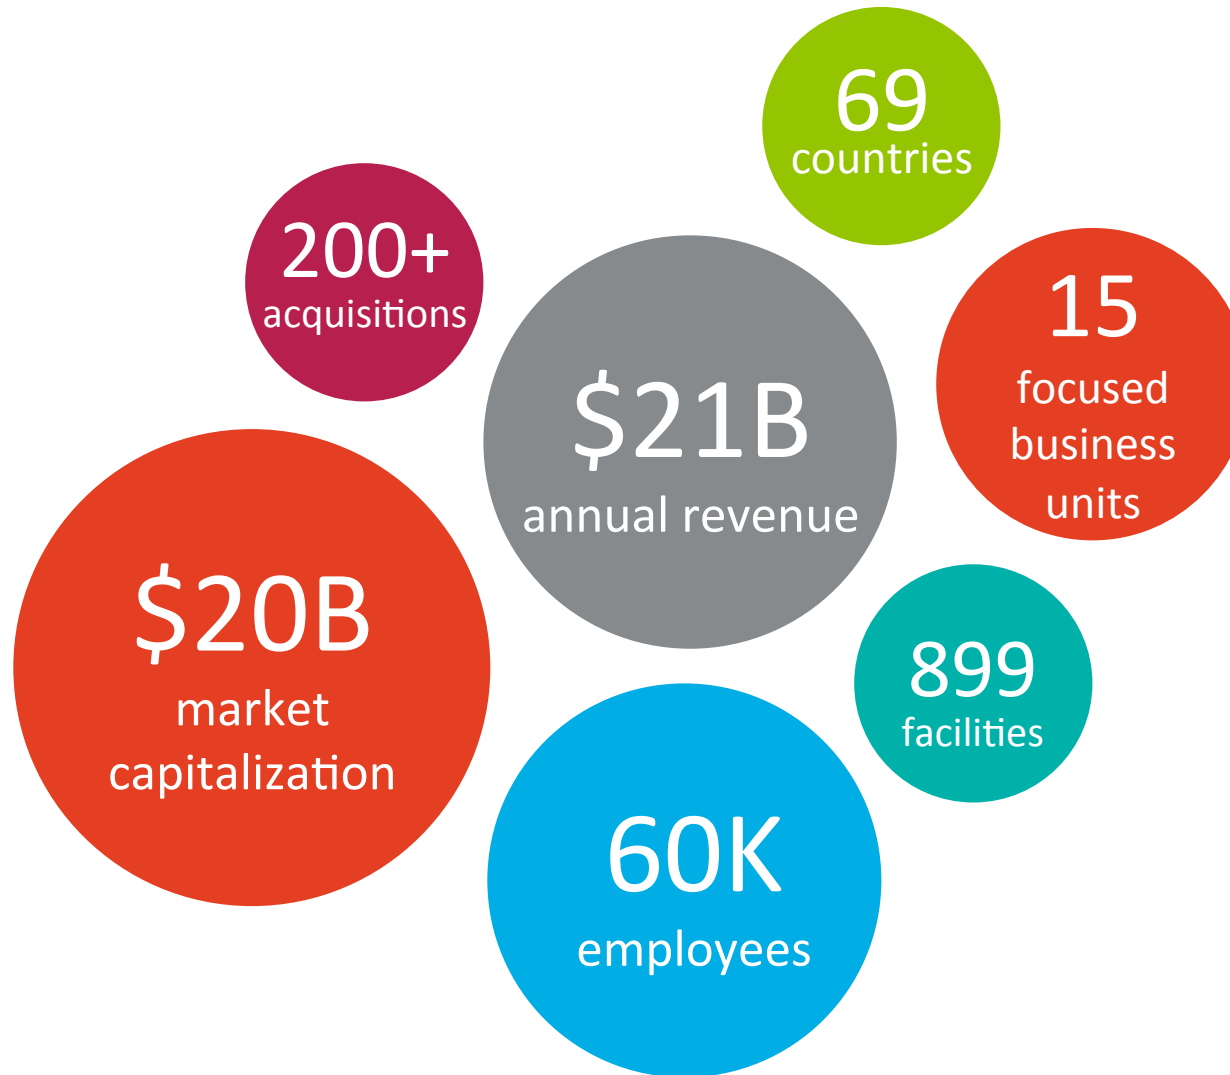 69
countries
200+
acquisitions
15
focused
business
units
$21B
annual revenue
$20B
market
capitalization
899
facilities
60K
employees